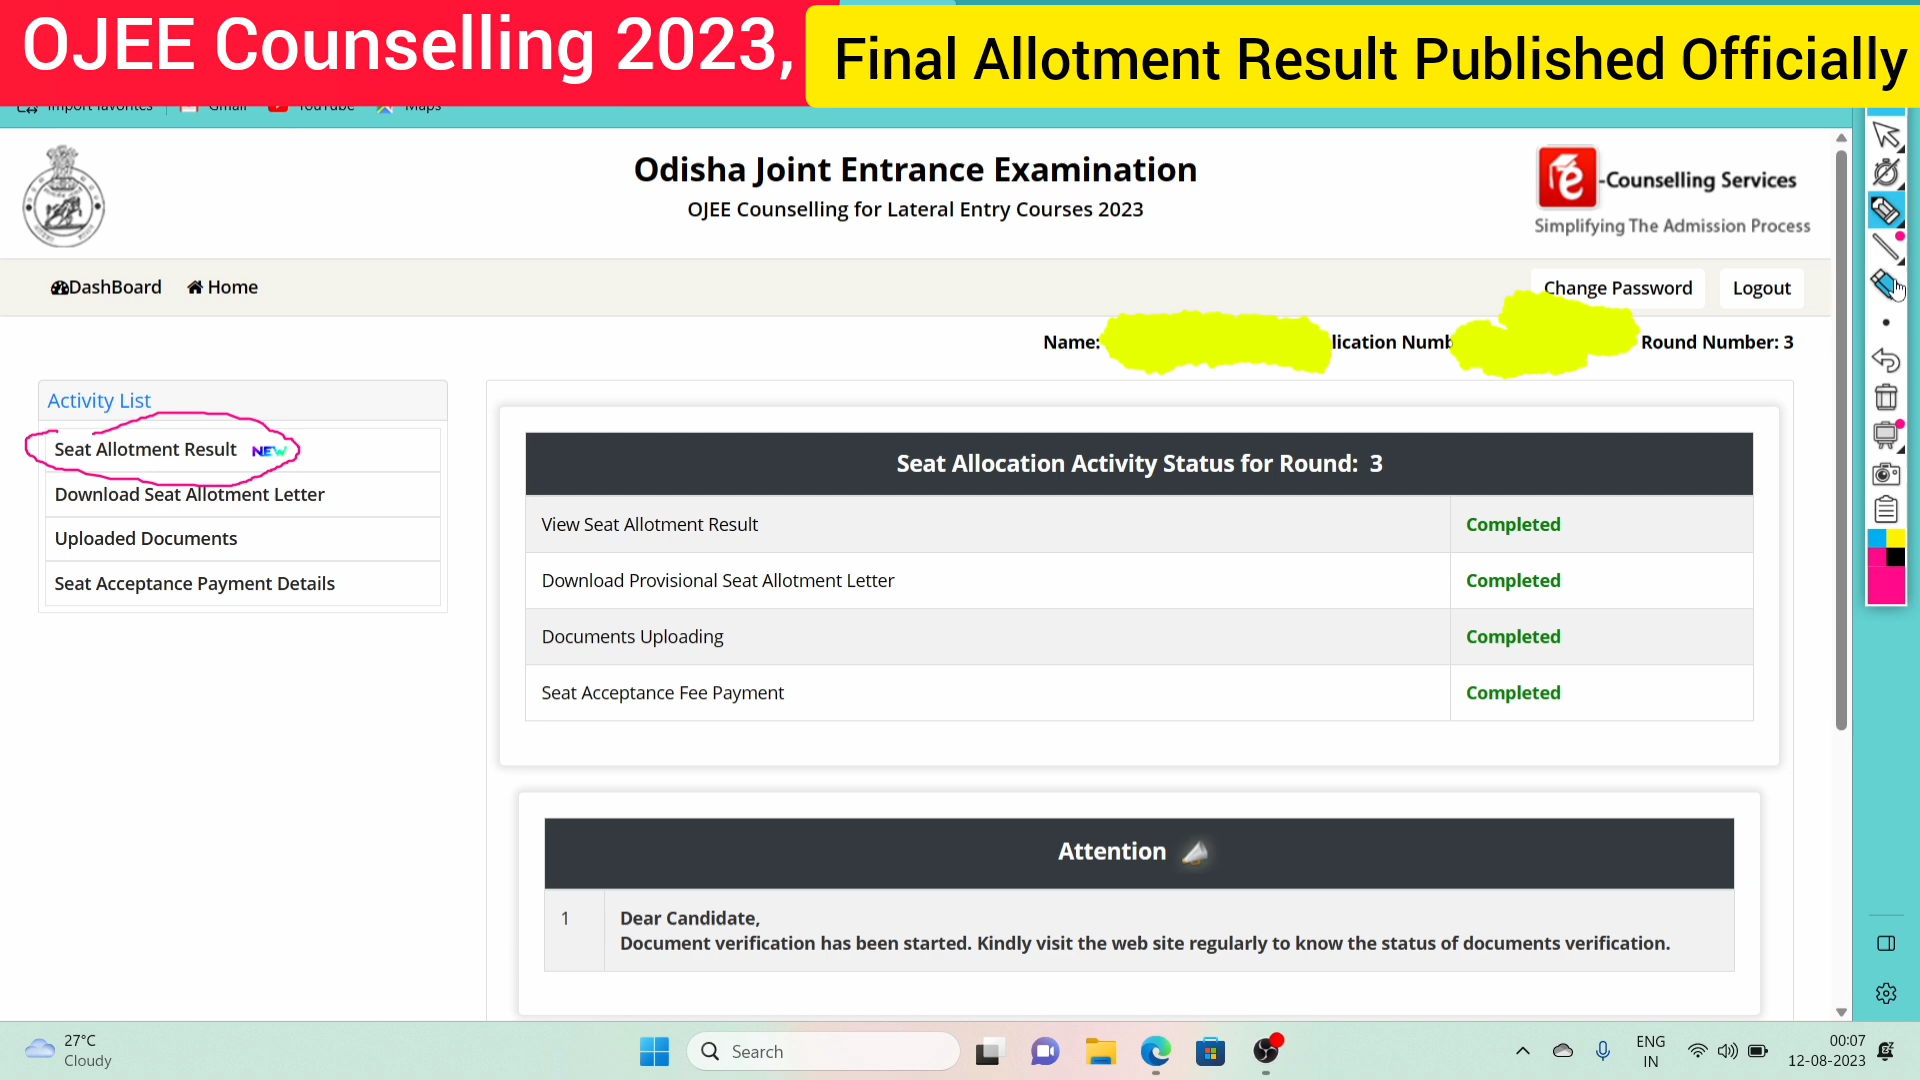 OJEE Counselling 2023,
Final Allotment Result Published Officially
Import favorites
Gmail
YouTube
Maps
Odisha Joint Entrance Examination
OJEE Counselling for Lateral Entry Courses 2023
e
-Counselling Services
Simplifying The Admission Process
DashBoard
Home
Change Password
Logout
Name:
lication Numb
Round Number: 3
Activity List
Seat Allotment Result NEW
Download Seat Allotment Letter
Uploaded Documents
Seat Acceptance Payment Details
Seat Allocation Activity Status for Round: 3
View Seat Allotment Result Completed
Download Provisional Seat Allotment Letter Completed
Documents Uploading Completed
Seat Acceptance Fee Payment Completed
Attention
1 Dear Candidate,
Document verification has been started. Kindly visit the web site regularly to know the status of documents verification.
27°C
Cloudy
Search
ENG
IN
00:07
12-08-2023